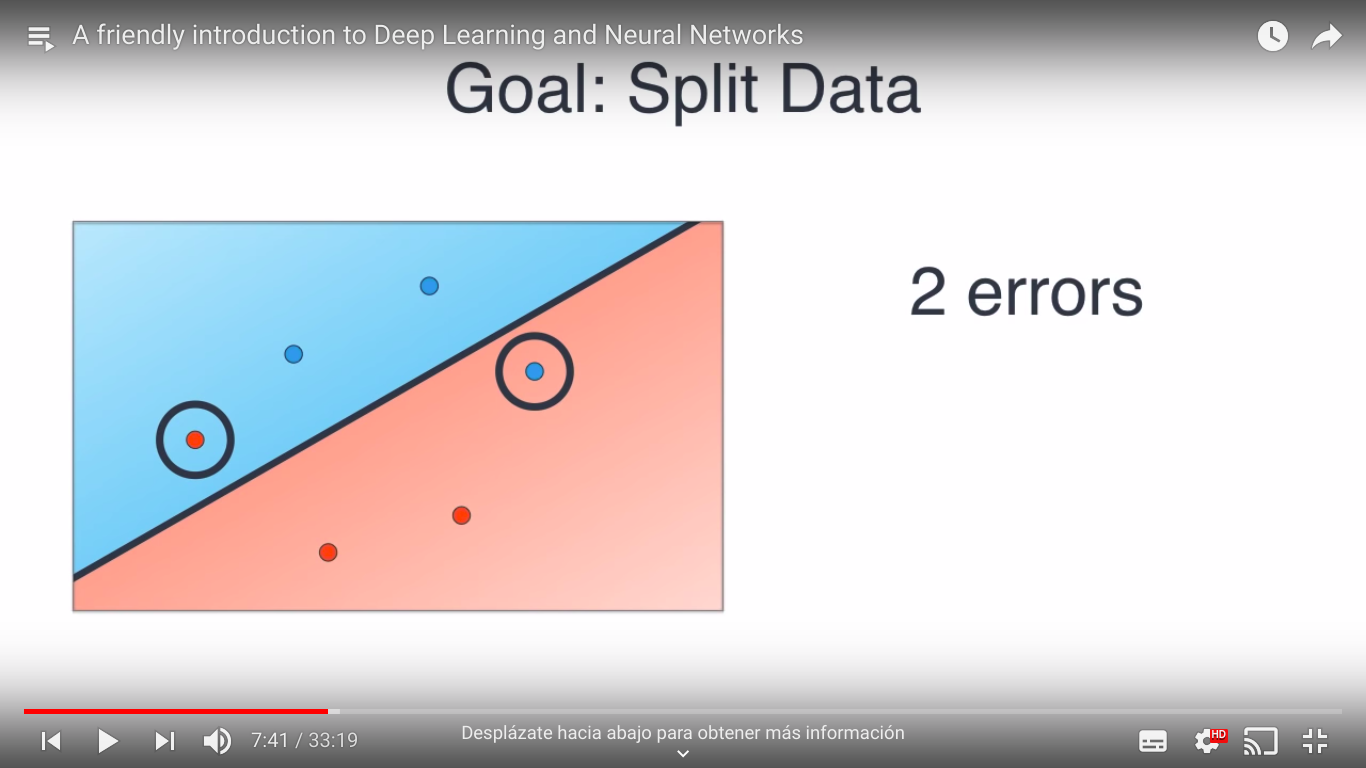 A friendly introduction to Deep Learning and Neural Networks
Goal: Split Data
2 errors
7:41 / 33:19
Desplázate hacia abajo para obtener más información
HD